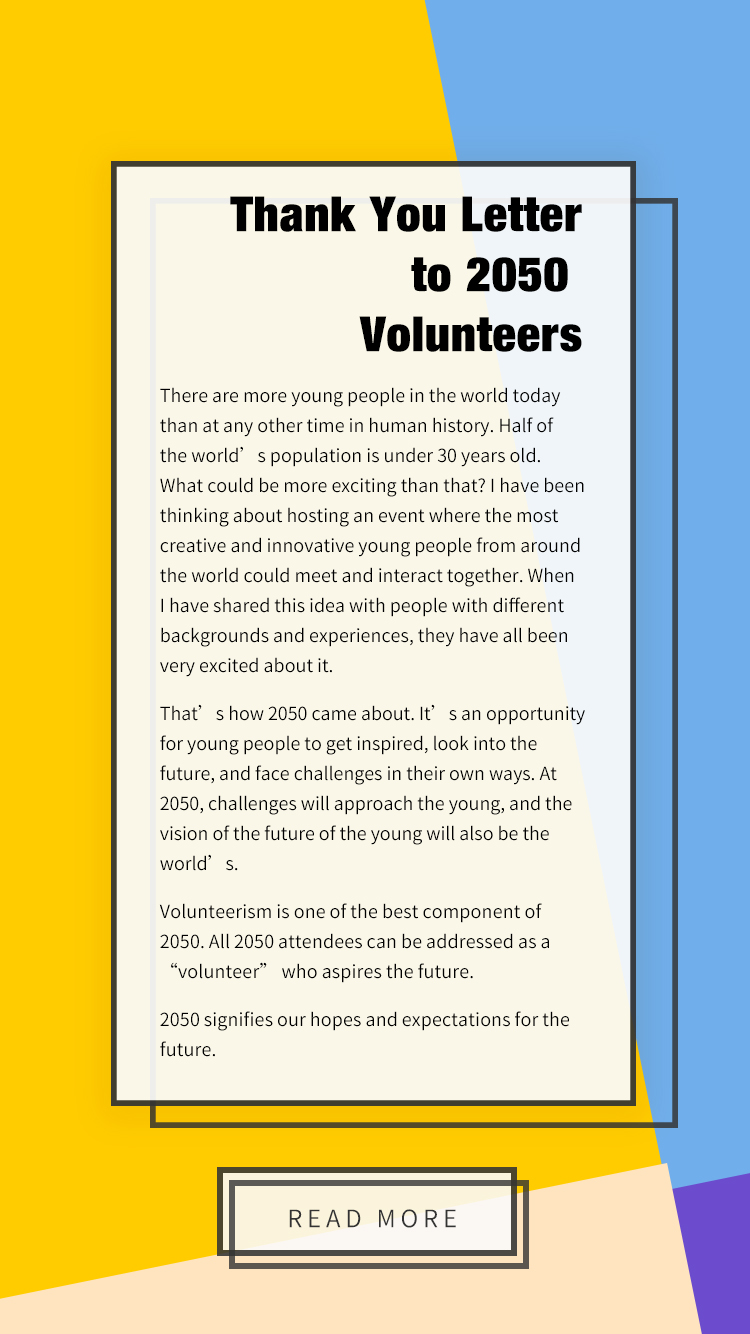 Thank You Letter
to 2050
Volunteers
There are more young people in the world today
than at any other time in human history. Half of
the world’s population is under 30 years old.
What could be more exciting than that? I have been
thinking about hosting an event where the most
creative and innovative young people from around
the world could meet and interact together. When
I have shared this idea with people with different
backgrounds and experiences, they have all been
very excited about it.
That’s how 2050 came about. It’s an opportunity
for young people to get inspired, look into the
future, and face challenges in their own ways. At
2050, challenges will approach the young, and the
vision of the future of the young will also be the
world’s.
Volunteerism is one of the best component of
2050. All 2050 attendees can be addressed as a
“volunteer” who aspires the future.
2050 signifies our hopes and expectations for the
future.
READ MORE